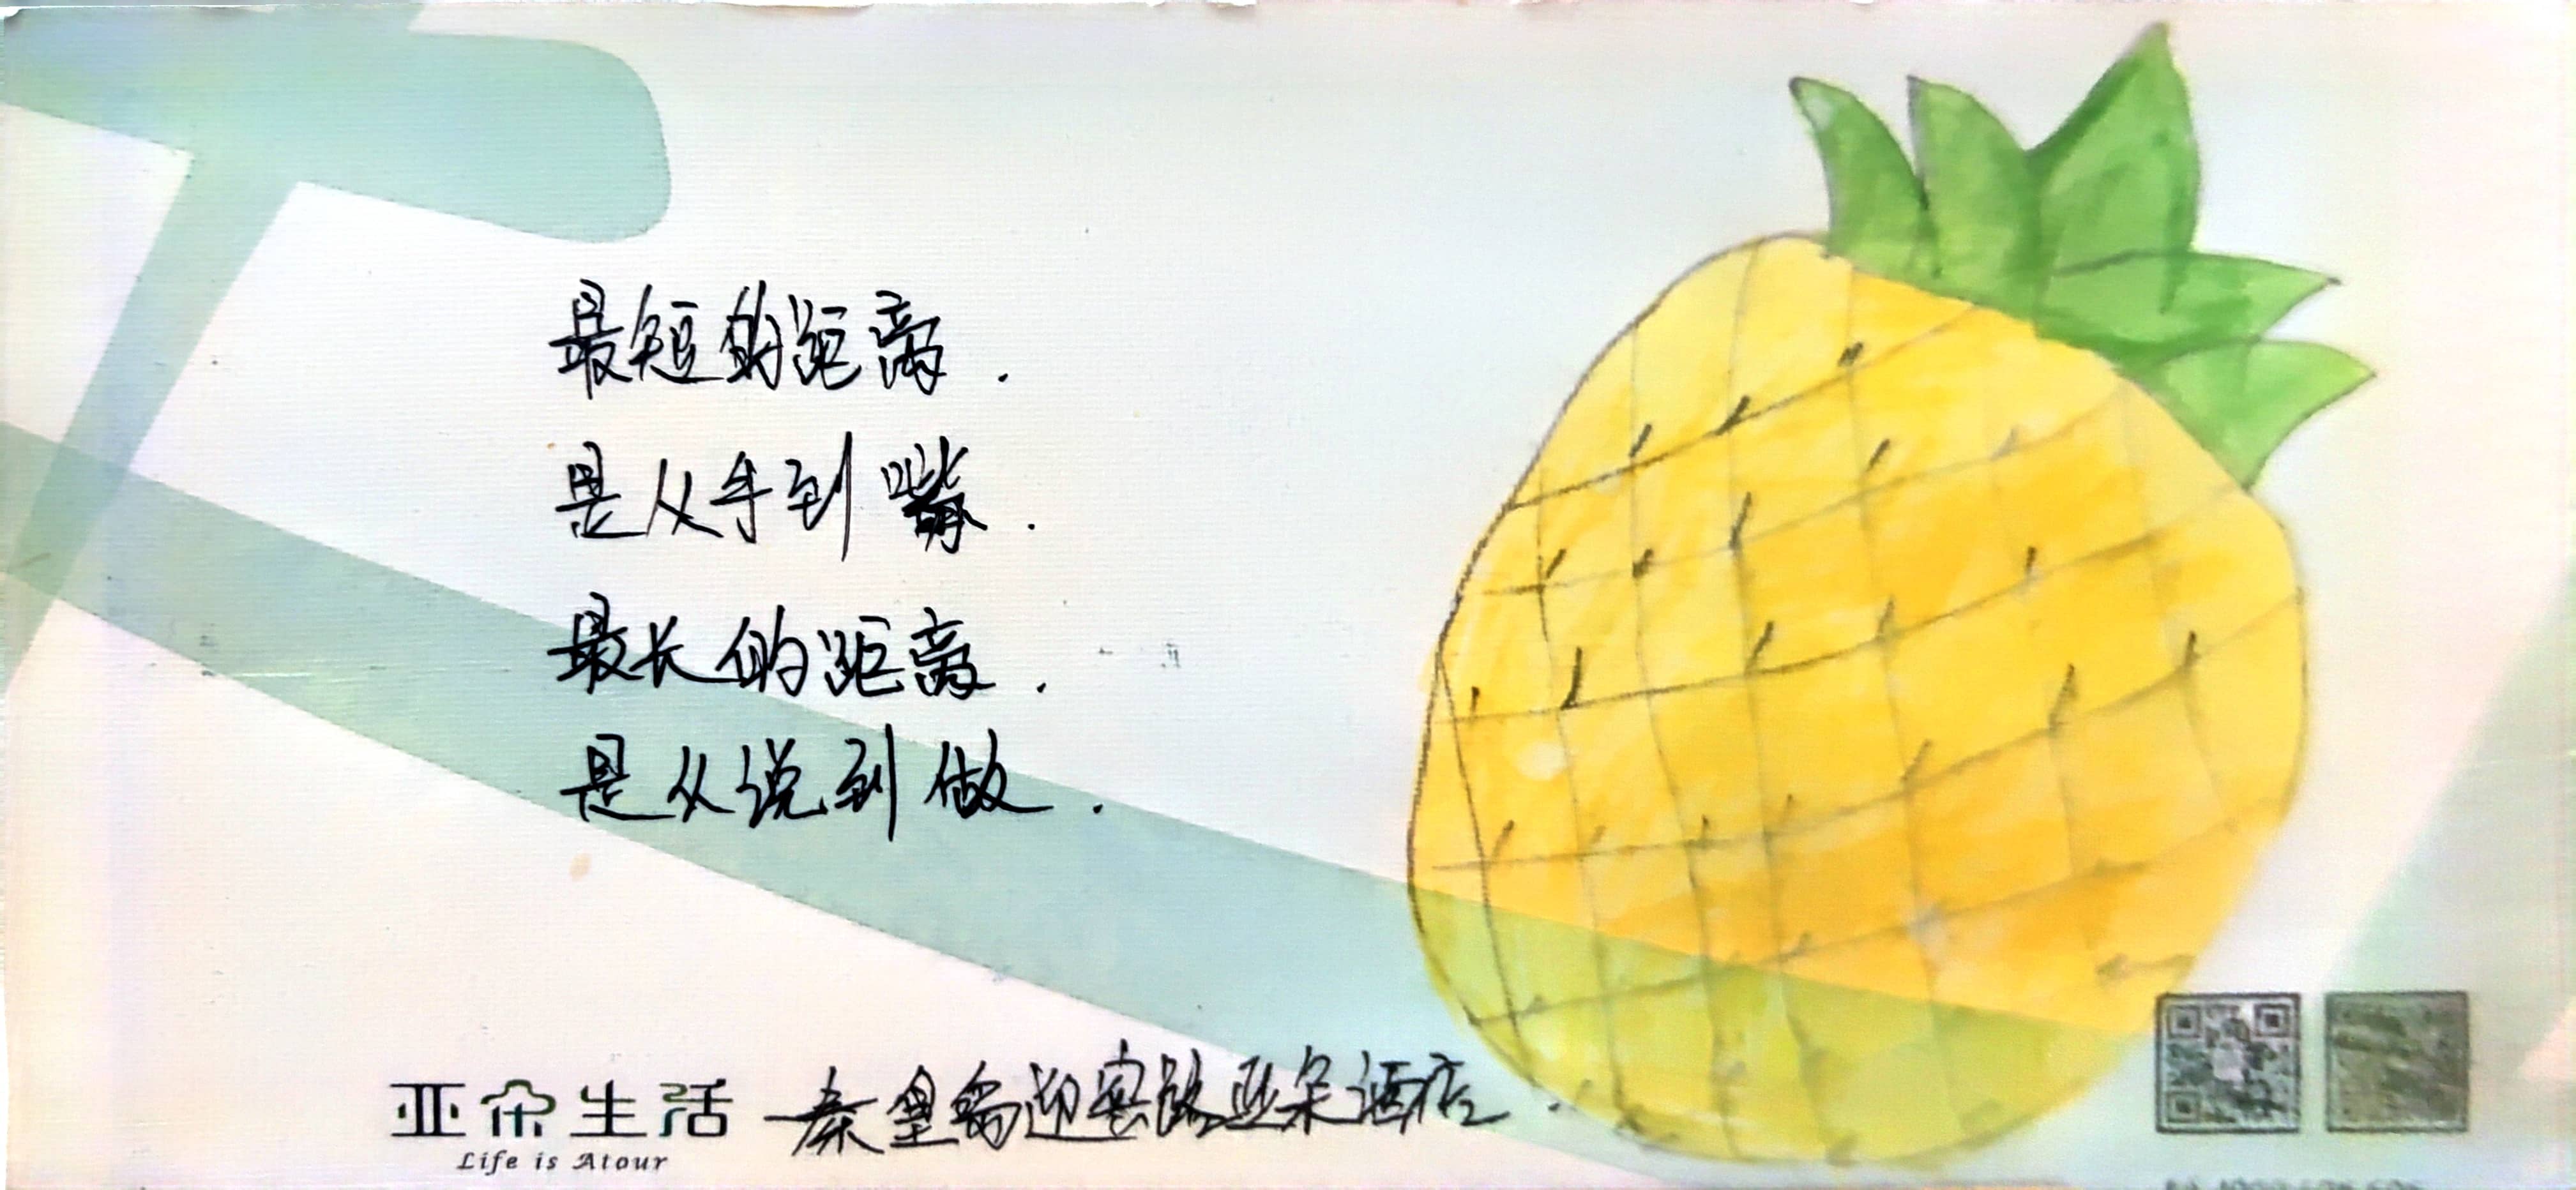 最短的距离.
是从手到嘴.
最长的距离.
是从说到做.
亚朵生活 一秦皇岛迎宾路亚朵酒店.
Life is Atour